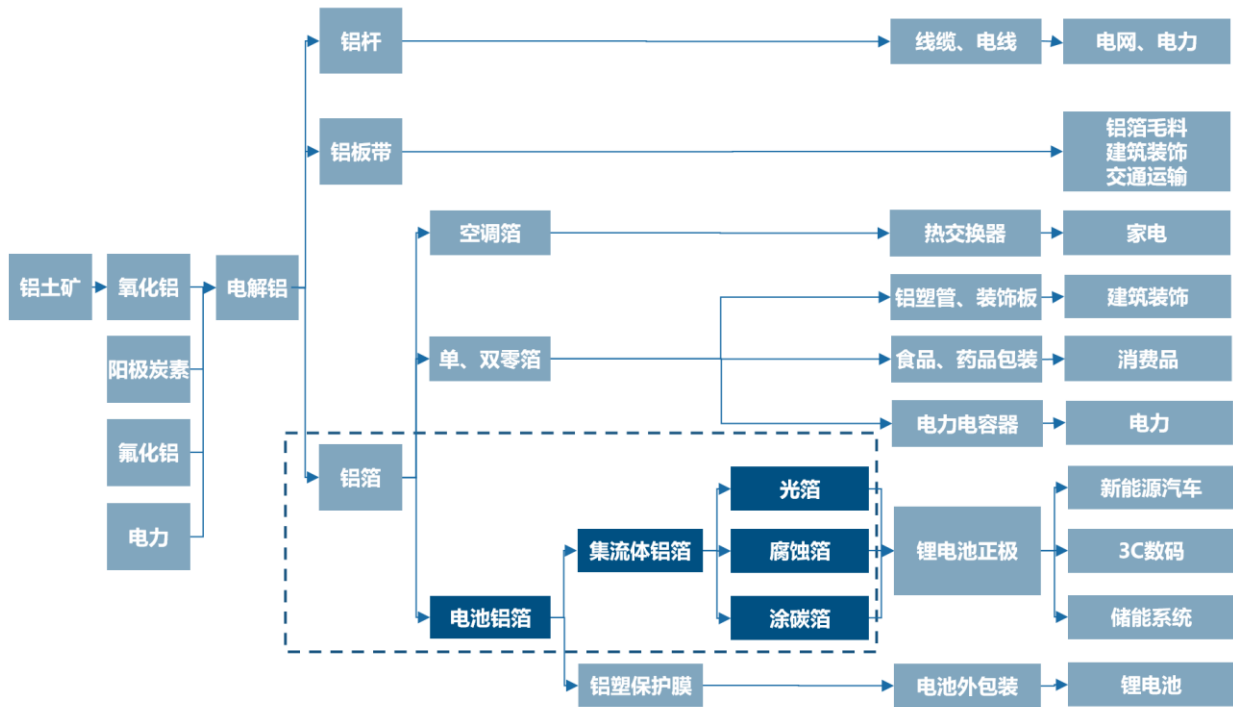 铝杆
线缆、电线
电网、电力
铝板带
铝箔毛料
建筑装饰
交通运输
空调箔
热交换器
家电
铝土矿
氧化铝
电解铝
铝塑管、装饰板
建筑装饰
阳极炭素
单、双零箔
食品、药品包装
消费品
氟化铝
电力电容器
电力
铝箔
光箔
新能源汽车
电力
集流体铝箔
腐蚀箔
锂电池正极
3C数码
电池铝箔
涂碳箔
储能系统
铝塑保护膜
电池外包装
锂电池